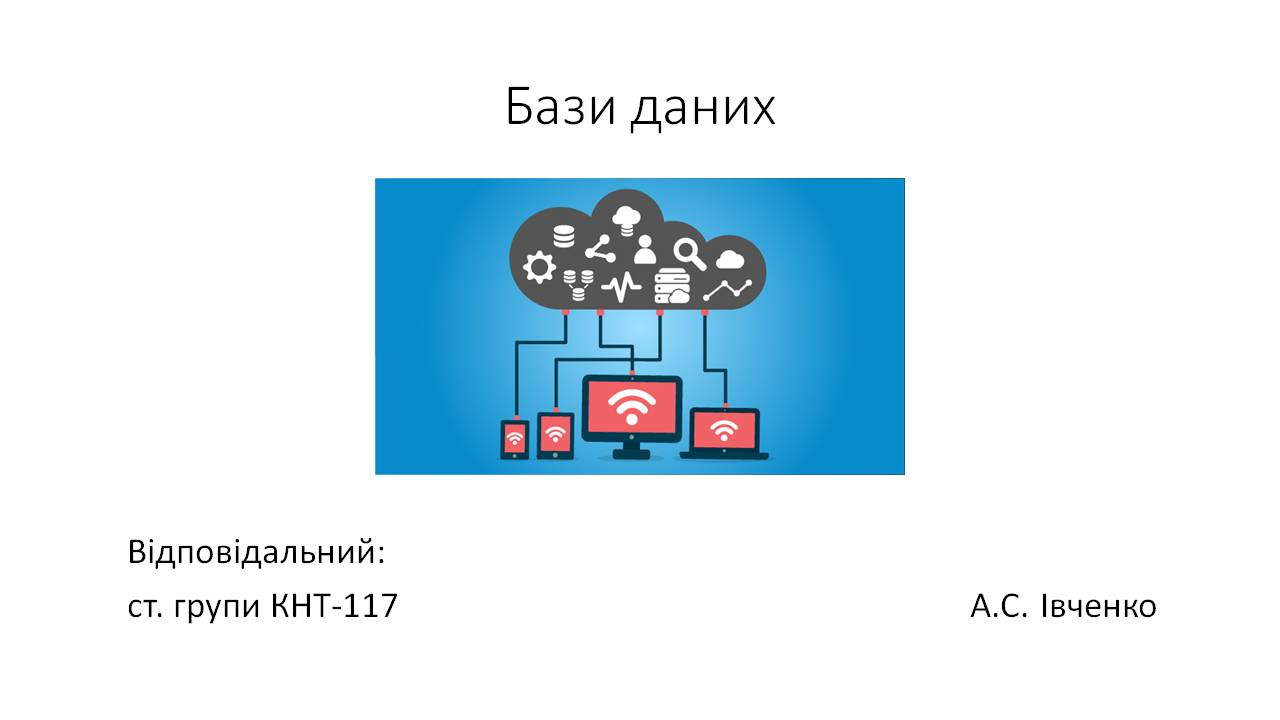 Бази даних
Відповідальний:
ст. групи КНТ-117 А.С. Івченко